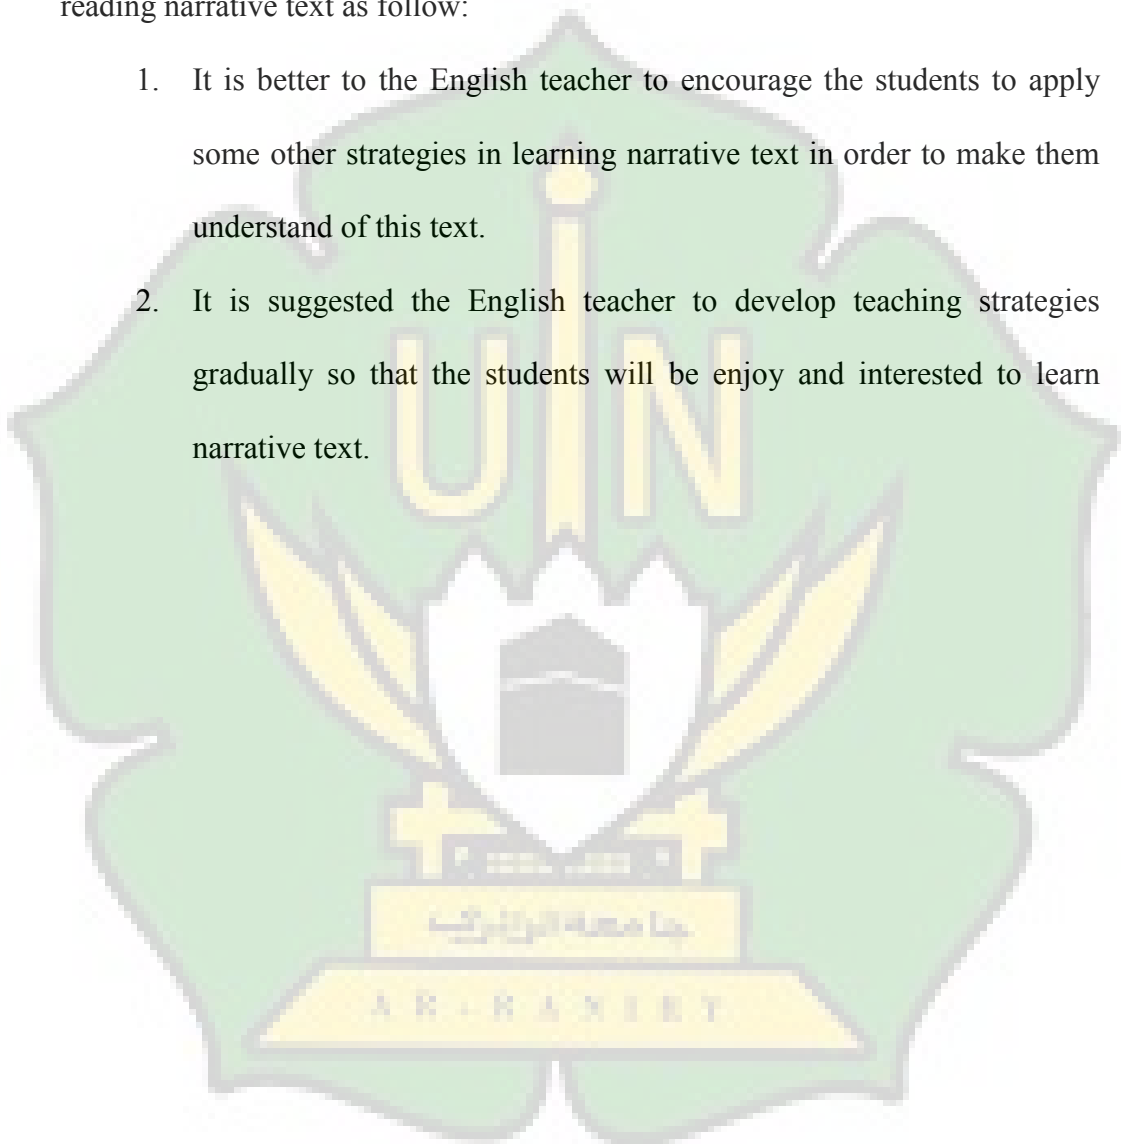 reading narrative text as follow:
1. It is better to the English teacher to encourage the students to apply
some other strategies in learning narrative text in order to make them
understand of this text.
2. It is suggested the English teacher to develop teaching strategies
gradually so that the students will be enjoy and interested to learn
narrative text.
UIN
جامعة الرانيري
AR-RANIRY